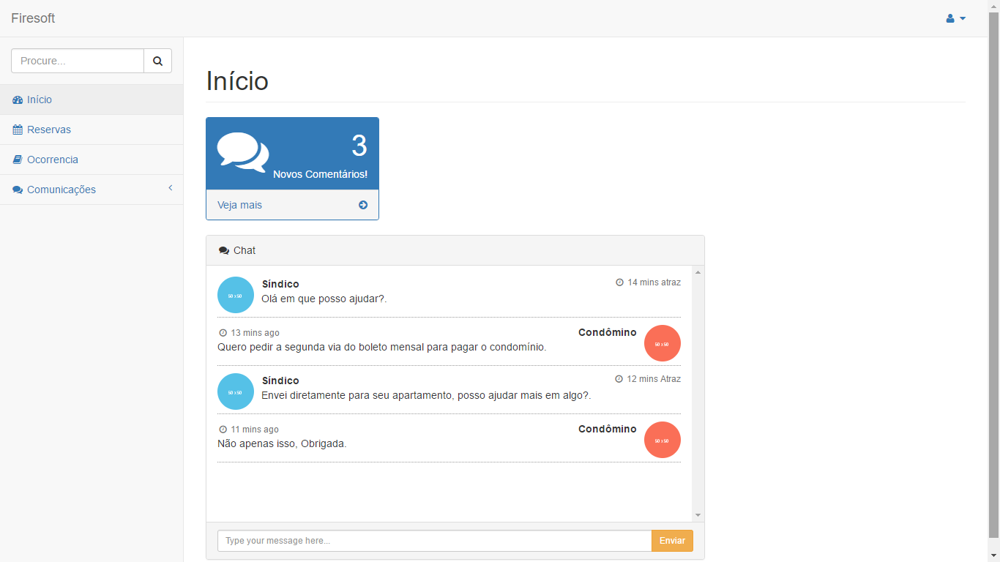 Firesoft
Procure...
Início
Reservas
Ocorrencia
Comunicações
Início
3
Novos Comentários!
Veja mais
Chat
50 x 50
Síndico
14 mins atraz
Olá em que posso ajudar?.
13 mins ago
Condômino
50 x 50
Quero pedir a segunda via do boleto mensal para pagar o condomínio.
50 x 50
Síndico
12 mins Atraz
Envei diretamente para seu apartamento, posso ajudar mais em algo?.
11 mins ago
Condômino
50 x 50
Não apenas isso, Obrigada.
Type your message here...
Enviar